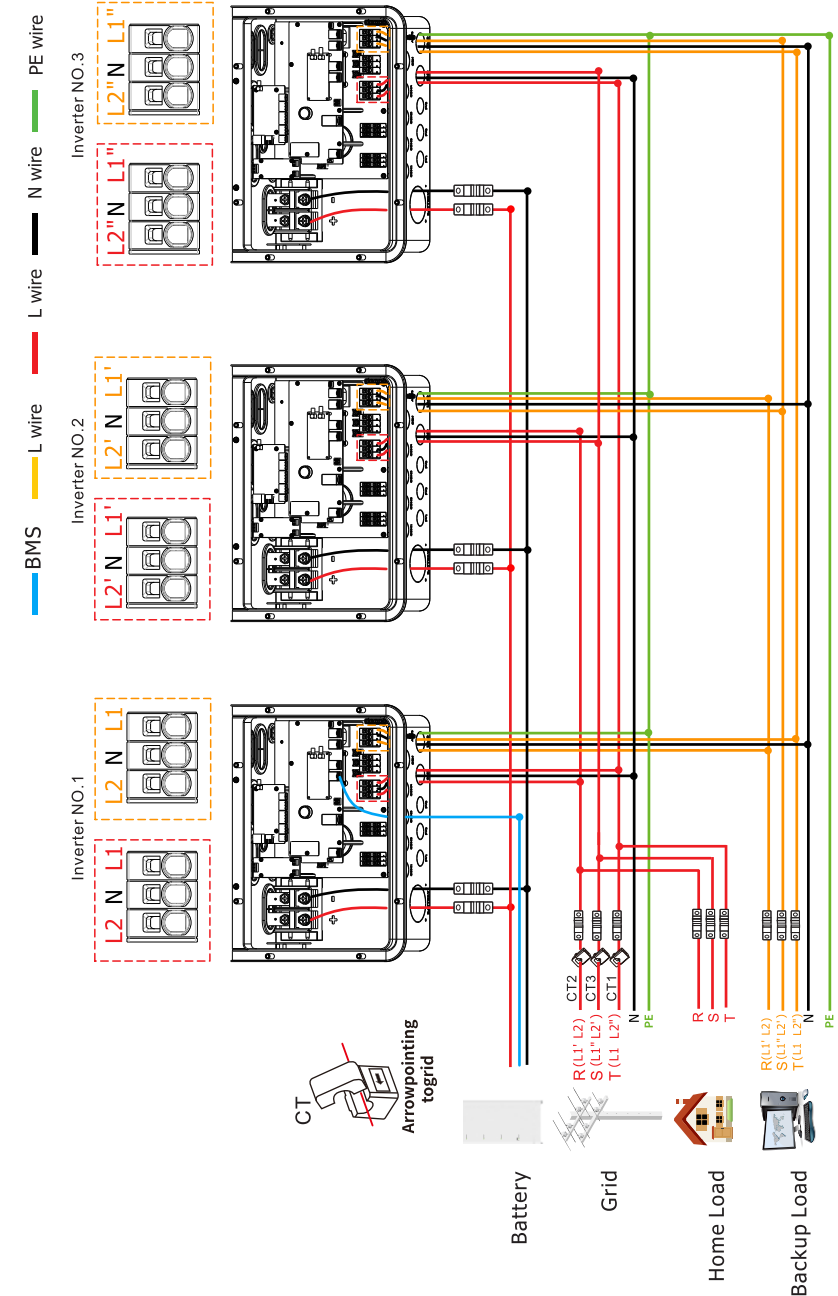 BMS L wire L wire N wire PE wire
Inverter NO.1 Inverter NO.2 Inverter NO.3
L2 N L1 L2 N L1 L2' N L1' L2' N L1' L2" N L1" L2" N L1"
CT
- - -
+ + +
Arrowpointing
togrid
Battery
CT2
R(L1' L2)
CT3
S (L1" L2')
CT1
T (L1 L2")
Grid
N
PE
R
S
T
Home Load
R(L1' L2)
S(L1" L2')
T(L1 L2")
Backup Load
N
PE